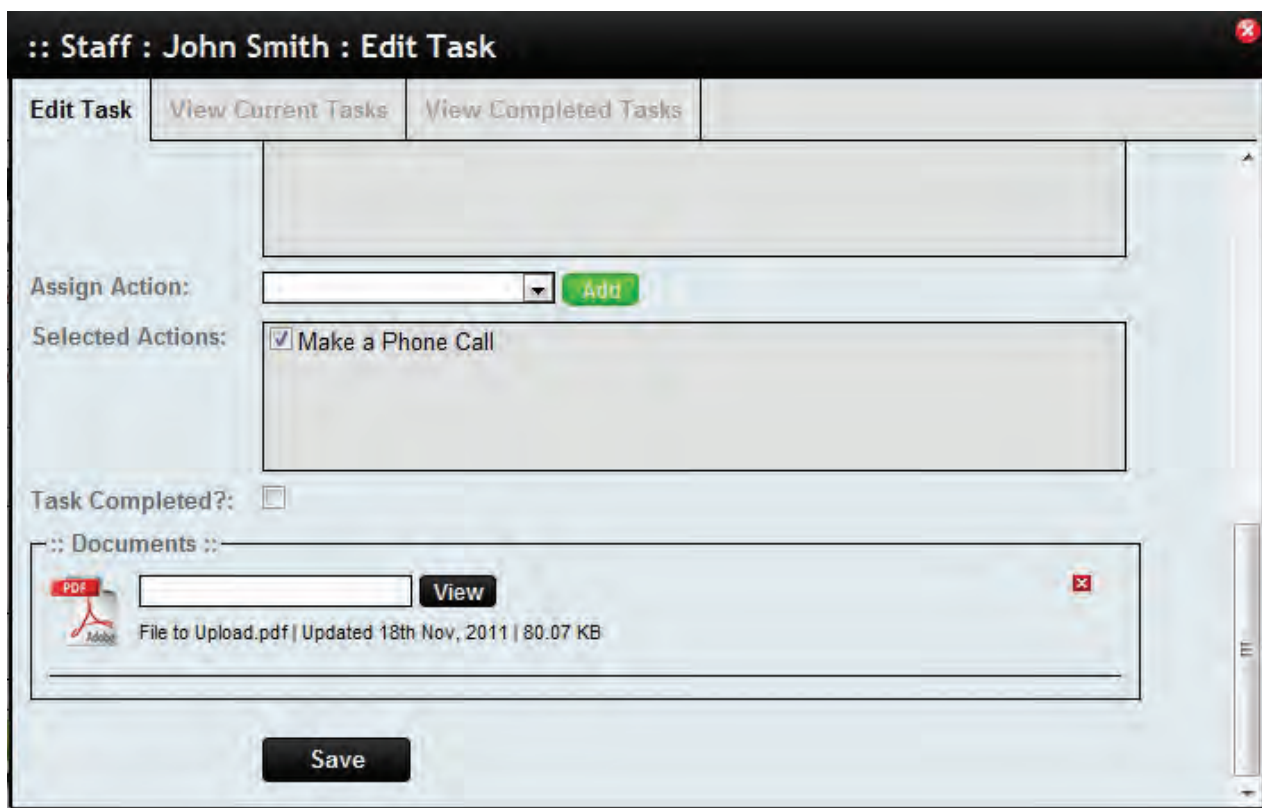 :: Staff : John Smith : Edit Task
Edit Task View Current Tasks View Completed Tasks
Assign Action: Add
Selected Actions: Make a Phone Call
Task Completed?:
:: Documents ::
PDF
Adobe
View
File to Upload.pdf | Updated 18th Nov, 2011 | 80.07 KB
Save